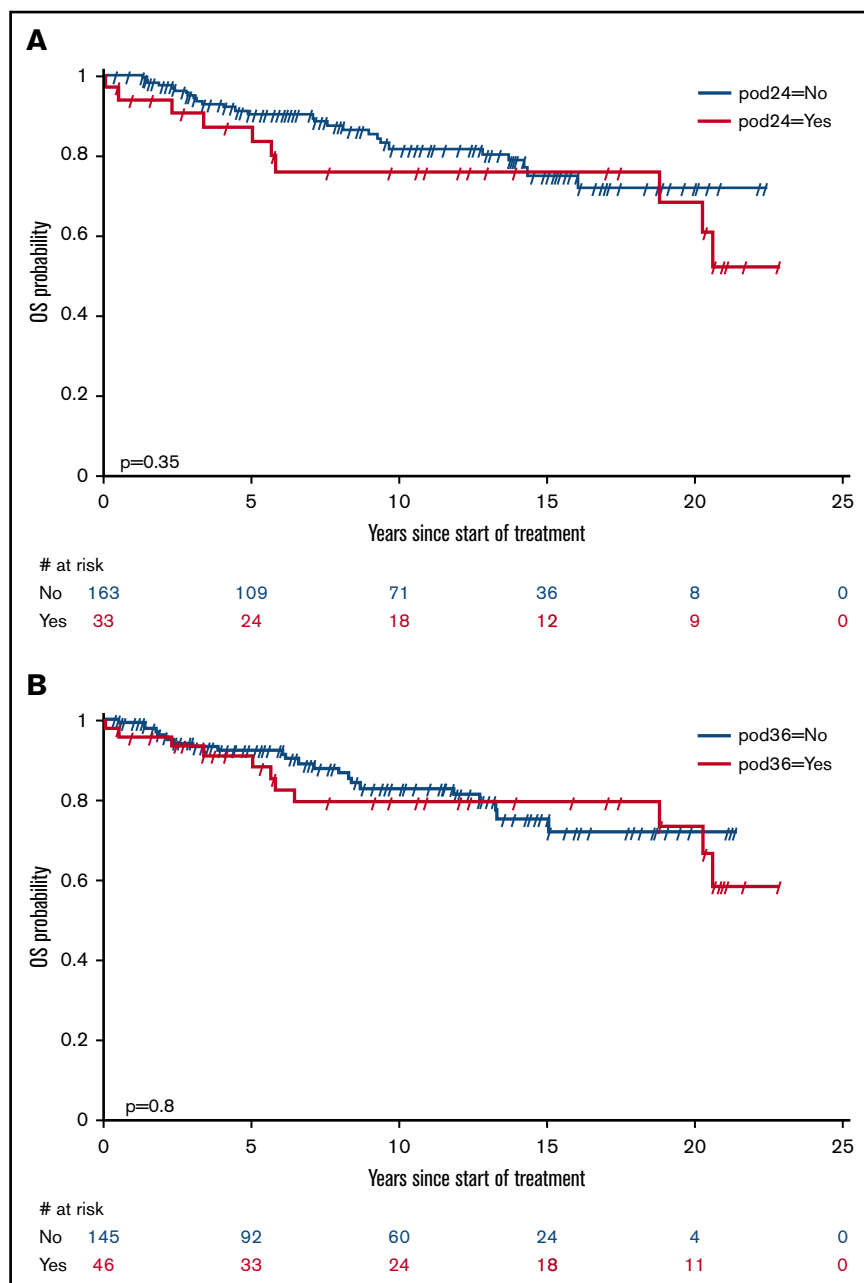 A
1
0.8
0.6
0.4
0.2
0
OS probability
pod24=No
pod24=Yes
p=0.35
0 5 10 15 20 25
Years since start of treatment
# at risk
No 163 109 71 36 8 0
Yes 33 24 18 12 9 0
B
1
0.8
0.6
0.4
0.2
0
OS probability
pod36=No
pod36=Yes
p=0.8
0 5 10 15 20 25
Years since start of treatment
# at risk
No 145 92 60 24 4 0
Yes 46 33 24 18 11 0